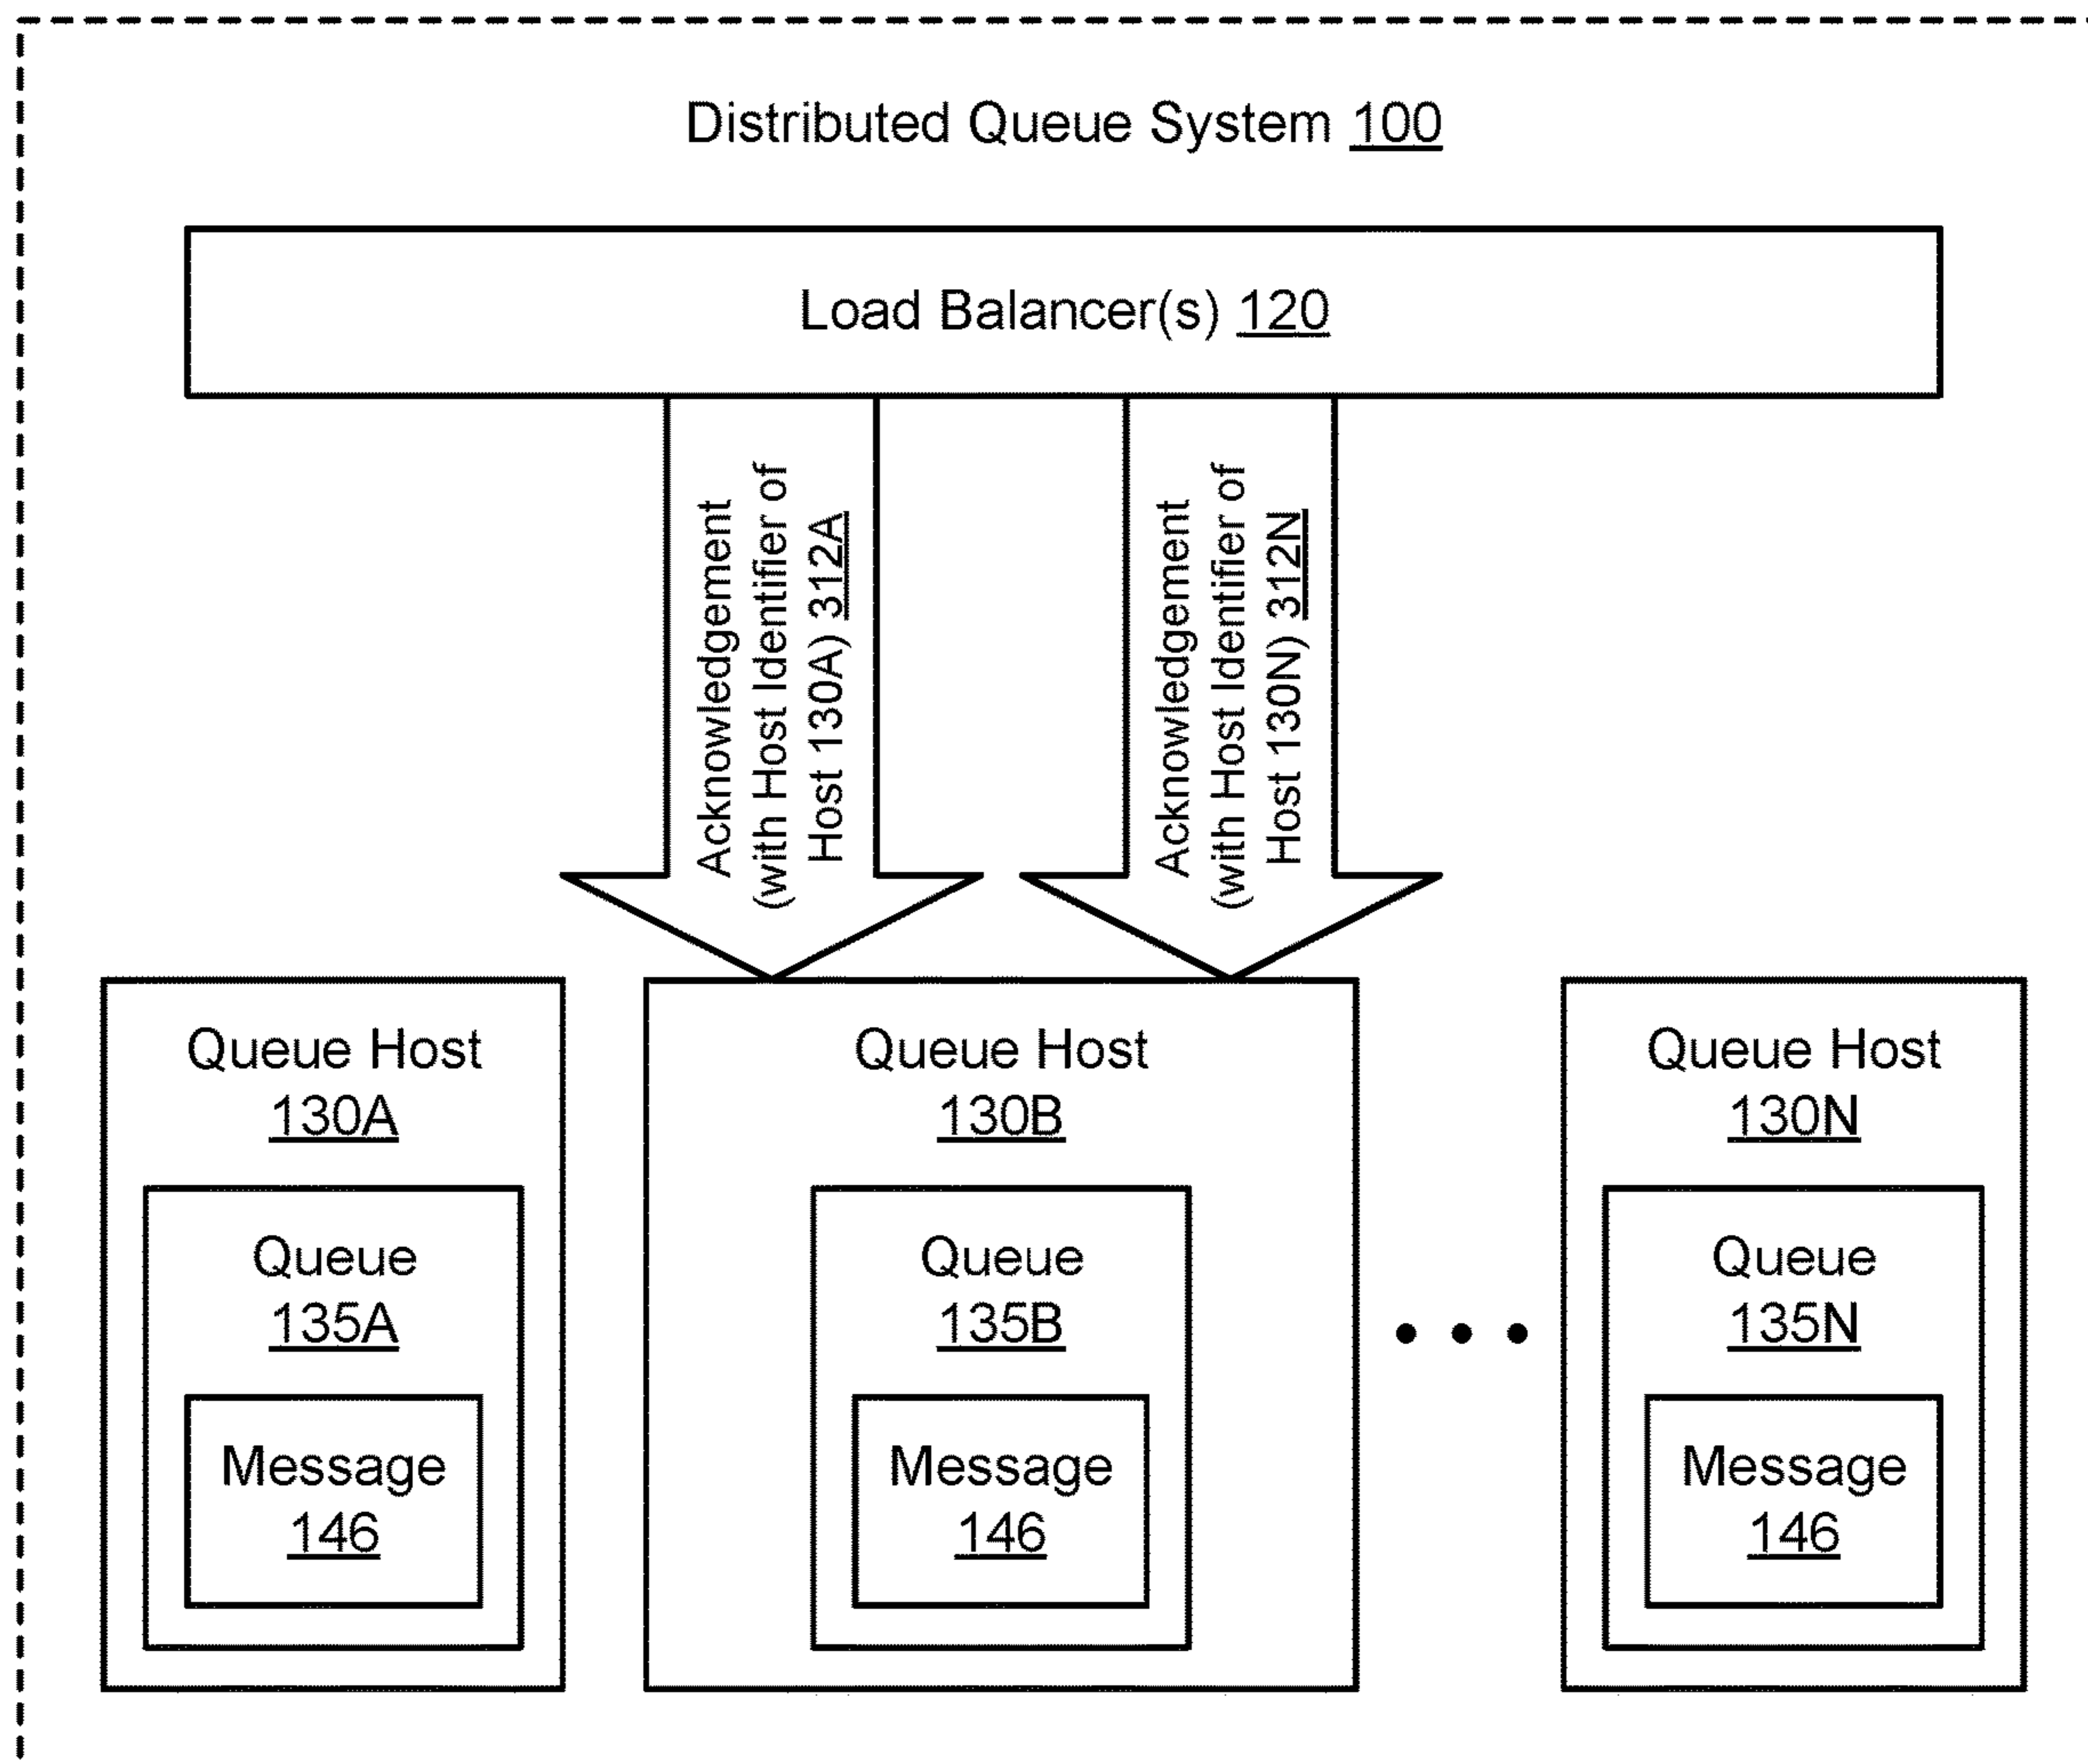 Distributed Queue System 100
Load Balancer(s) 120
Acknowledgement
(with Host Identifier of
Host 130A) 312A
Acknowledgement
(with Host Identifier of
Host 130N) 312N
Queue Host
130A
Queue
135A
Message
146
Queue Host
130B
Queue
135B
Message
146
Queue Host
130N
Queue
135N
Message
146